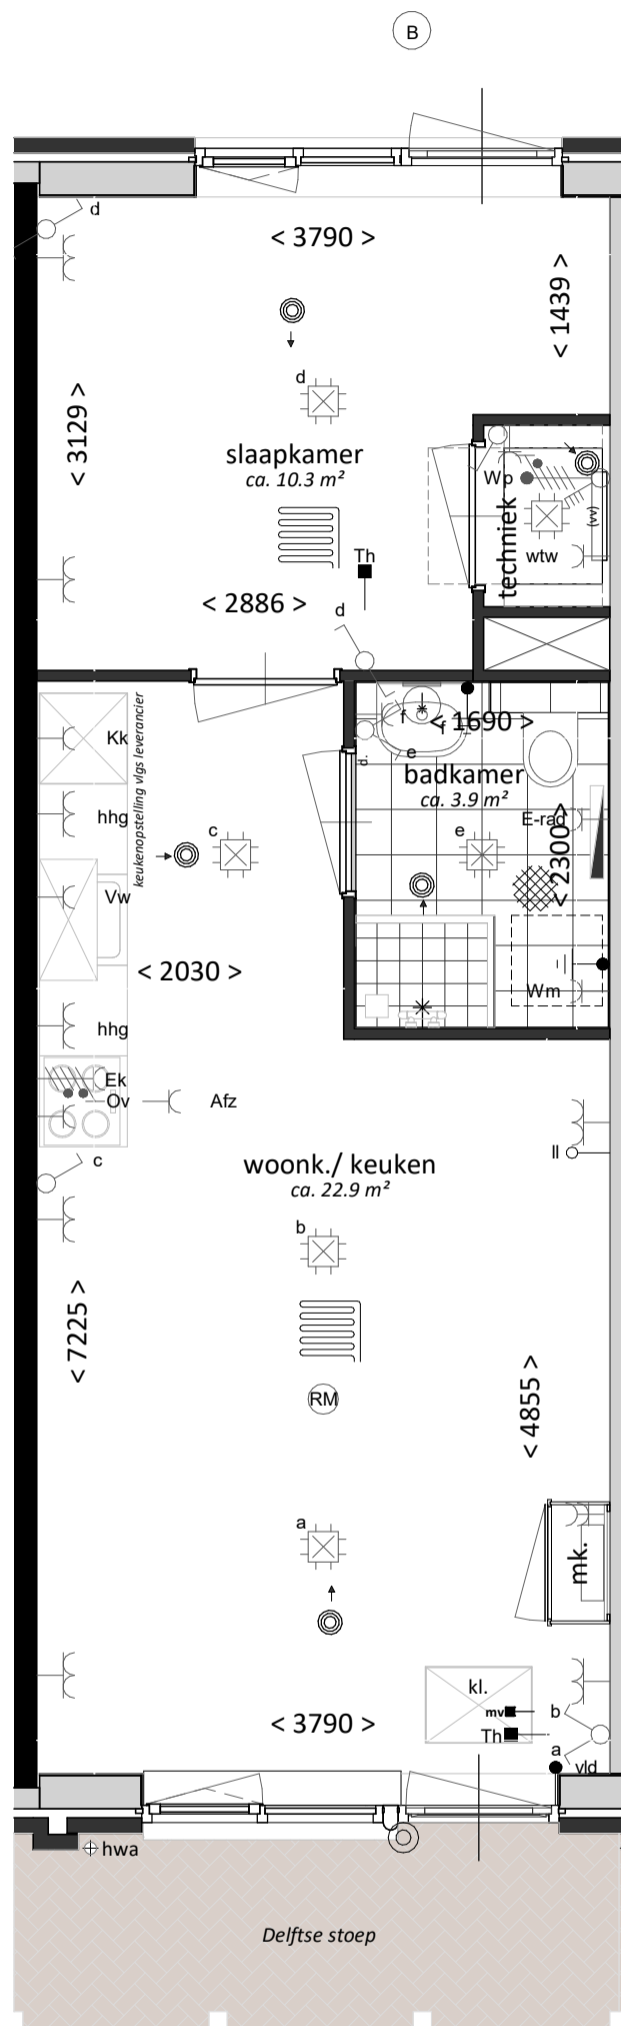 B
d
< 3790 >
< 1439 >
d
< 3129 >
slaapkamer
ca. 10.3 m²
Wp
techniek
(vv)
wtw
Th
< 2886 >
d
keukenopstelling vlgs leverancier
Kk
f
f
< 1690 >
d.
e
badkamer
ca. 3.9 m²
hhg
c
e
E-rad
< 2300 >
Vw
< 2030 >
Wm
hhg
Ek
Ov
Afz
c
ll
woonk./ keuken
ca. 22.9 m²
b
< 7225 >
RM
< 4855 >
a
mk.
kl.
mv
b
< 3790 >
Th
a
vld
hwa
Delftse stoep